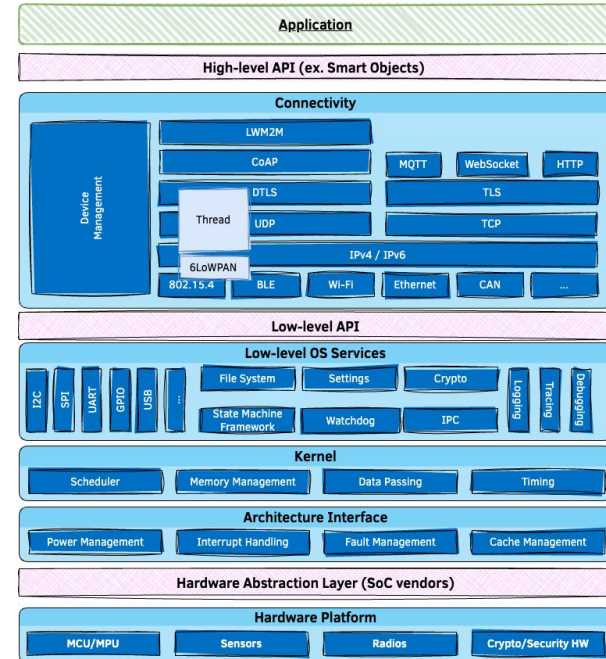 Application
High-level API (ex. Smart Objects)
Connectivity
Device
Management
LWM2M
CoAP
MQTT
WebSocket
HTTP
DTLS
TLS
Thread
UDP
TCP
IPv4 / IPv6
6LoWPAN
802.15.4
BLE
Wi-Fi
Ethernet
CAN
...
Low-level API
Low-level OS Services
I2C
SPI
UART
GPIO
USB
...
File System
Settings
Crypto
State Machine
Framework
Watchdog
IPC
Logging
Tracing
Debugging
Kernel
Scheduler
Memory Management
Data Passing
Timing
Architecture Interface
Power Management
Interrupt Handling
Fault Management
Cache Management
Hardware Abstraction Layer (SoC vendors)
Hardware Platform
MCU/MPU
Sensors
Radios
Crypto/Security HW